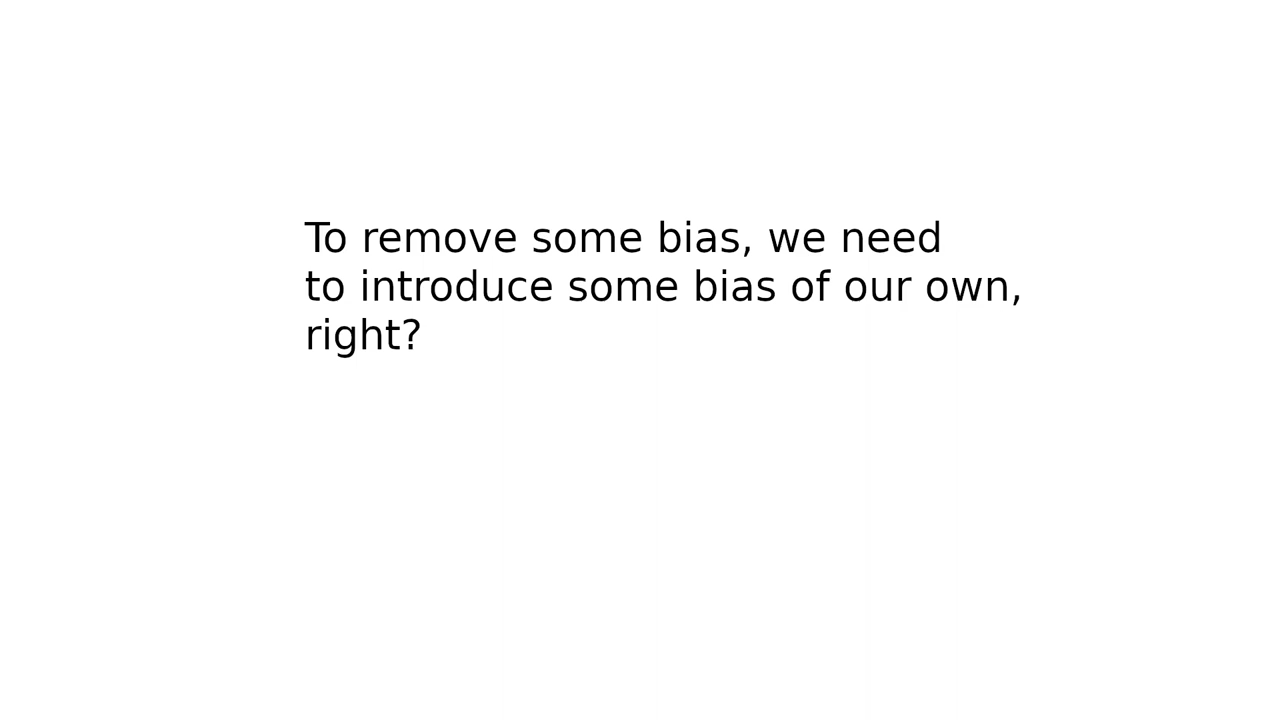 To remove some bias, we need
to introduce some bias of our own,
right?